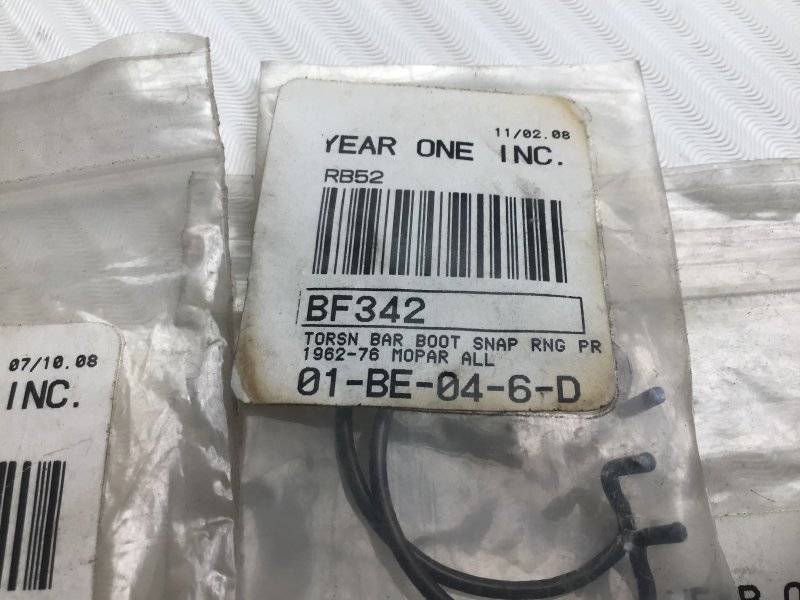 11/02.08
YEAR ONE INC.
RB52
BF342
TORSN BAR BOOT SNAP RNG PR
1962-76 MOPAR ALL
01-BE-04-6-D
07/10.08
INC.